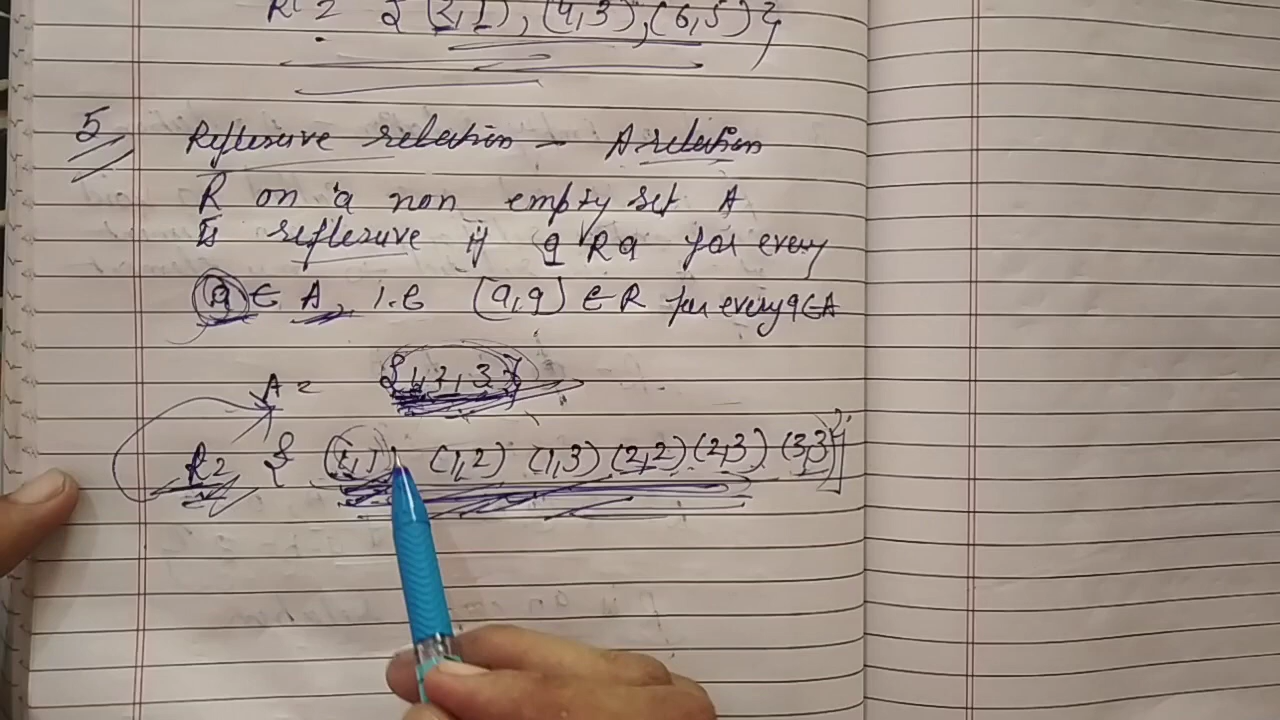 R = { (2,1), (4,3), (6,5) }
5
Reflexive relation - A relation
R on a non empty set A
is reflexive if a R a for every
a ∈ A, i.e (a,a) ∈ R for every a ∈ A
A = { 1, 2, 3 }
R = { (1,1) (1,2) (1,3) (2,2) (2,3) (3,3) }